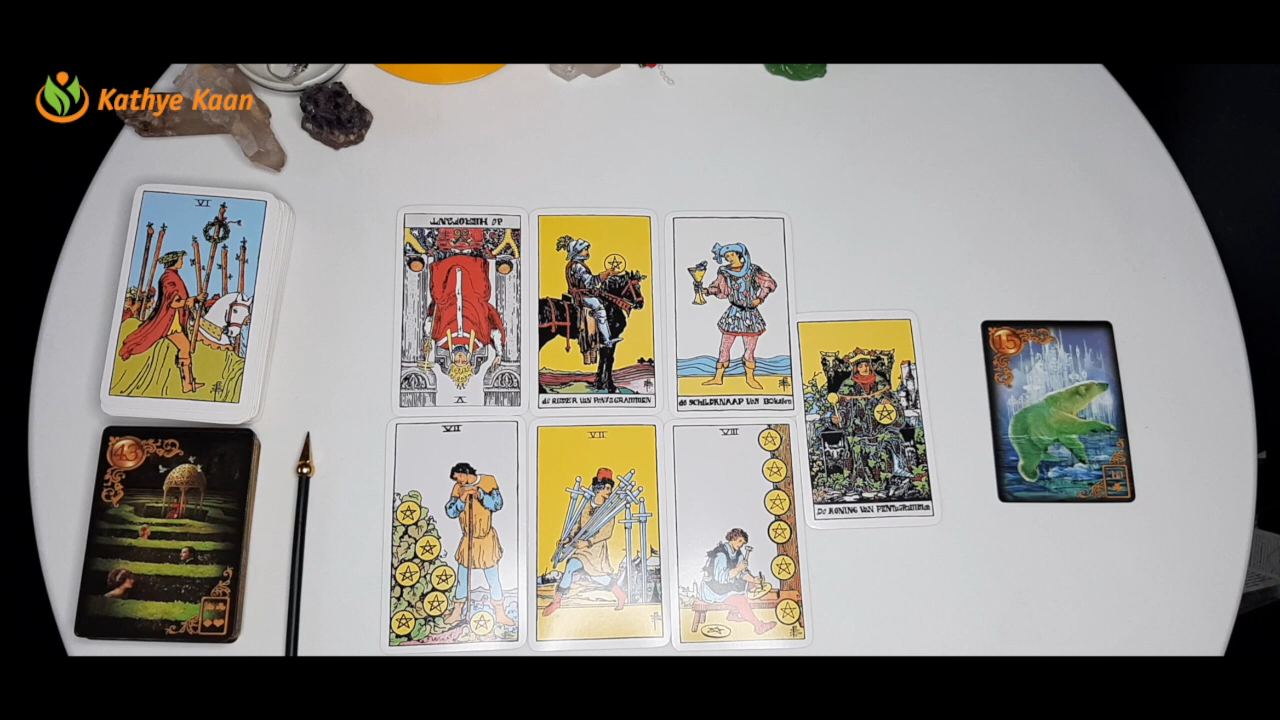 Kathye Kaan
VI
de HIEROFANT
V
de RIDDER VAN PENTAGRAMMEN
de SCHILDKNAAP VAN BOKALEN
De KONING VAN PENTAGRAMMEN
15
43
VII
VII
VIII